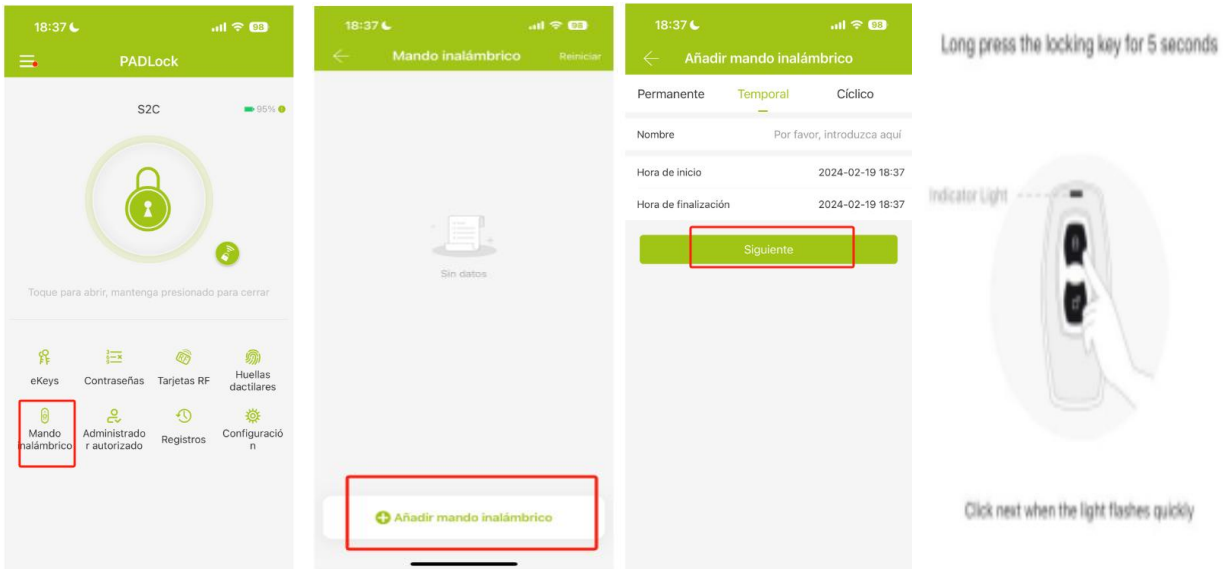 18:37
98
PADLock
S2C
95%
Toque para abrir, mantenga presionado para cerrar
eKeys
Contraseñas
Tarjetas RF
Huellas
dactilares
Mando
inalámbrico
Administrado
r autorizado
Registros
Configuració
n
18:37
98
Mando inalámbrico
Reiniciar
Sin datos
Añadir mando inalámbrico
18:37
98
Añadir mando inalámbrico
Permanente
Temporal
Cíclico
Nombre
Por favor, introduzca aquí
Hora de inicio
2024-02-19 18:37
Hora de finalización
2024-02-19 18:37
Siguiente
Long press the locking key for 5 seconds
Indicator Light
Click next when the light flashes quickly